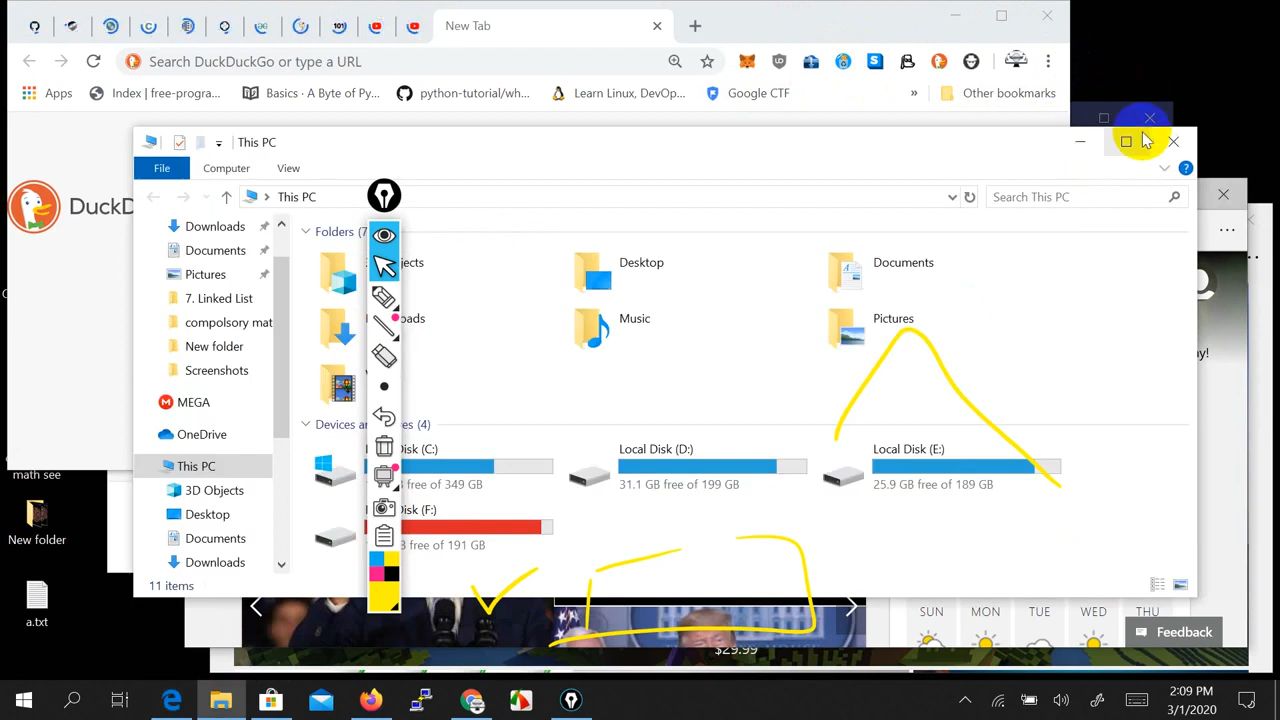 101
New Tab
Search DuckDuckGo or type a URL
Apps
Index | free-progra...
Basics · A Byte of Py...
python-tutorial/wh...
Learn Linux, DevOp...
Google CTF
»
Other bookmarks
This PC
File
Computer
View
This PC
Search This PC
DuckD
Downloads
Documents
Pictures
7. Linked List
compolsory mat
New folder
Screenshots
MEGA
OneDrive
This PC
3D Objects
Desktop
Documents
Downloads
Folders (7
jects
Desktop
Documents
ads
Music
Pictures
Devices an
es (4)
Disk (C:)
free of 349 GB
Local Disk (D:)
31.1 GB free of 199 GB
Local Disk (E:)
25.9 GB free of 189 GB
Disk (F:)
free of 191 GB
11 items
ay!
math see
New folder
a.txt
SUN MON TUE WED THU
Feedback
$29.99
2:09 PM
3/1/2020